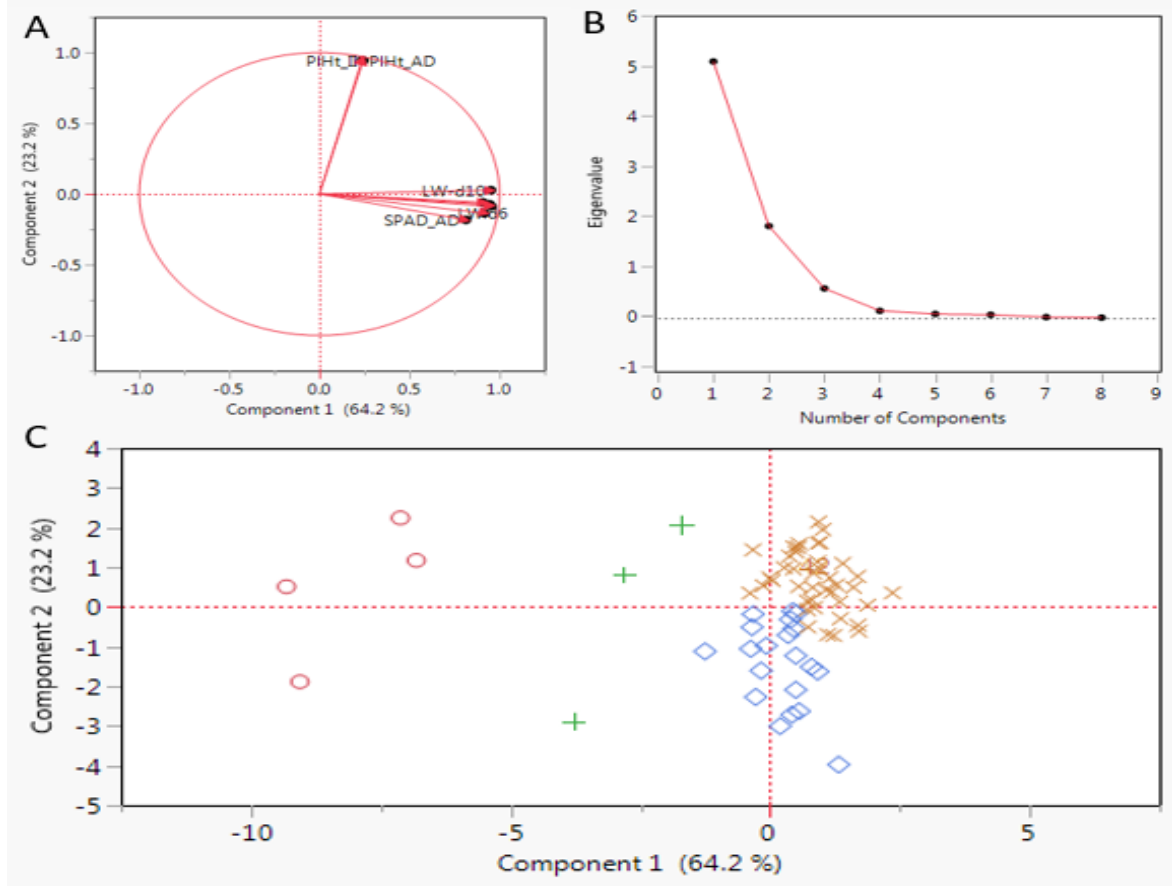 A
1.0
0.5
0.0
-0.5
-1.0
Component 2 (23.2 %)
PlHt_AD
LW-d10
SPAD_AD
-1.0 -0.5 0.0 0.5 1.0
Component 1 (64.2 %)
B
6
5
4
3
2
1
0
-1
Eigenvalue
0 1 2 3 4 5 6 7 8 9
Number of Components
C
4
3
2
1
0
-1
-2
-3
-4
-5
Component 2 (23.2 %)
-10 -5 0 5
Component 1 (64.2 %)